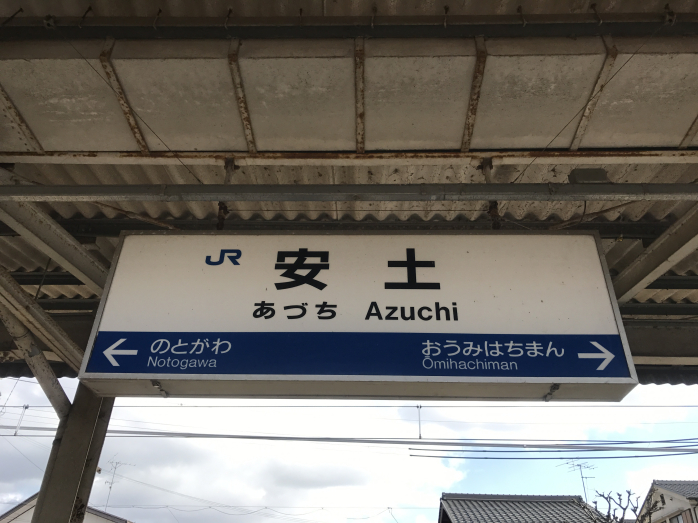 JR 安土
あづち Azuchi
← のとがわ おうみはちまん →
Notogawa Ōmihachiman